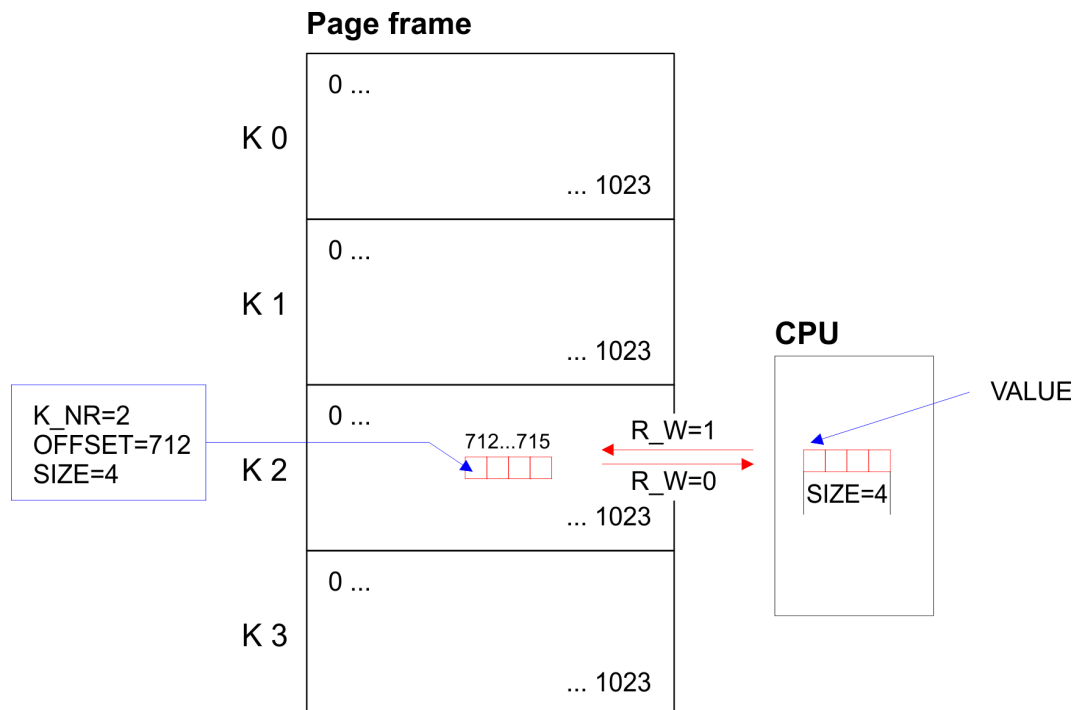 Page frame
0 ...
K 0
... 1023
0 ...
K 1
... 1023
CPU
K_NR=2
OFFSET=712
SIZE=4
0 ...
712...715
K 2
... 1023
R_W=1
R_W=0
VALUE
SIZE=4
0 ...
K 3
... 1023